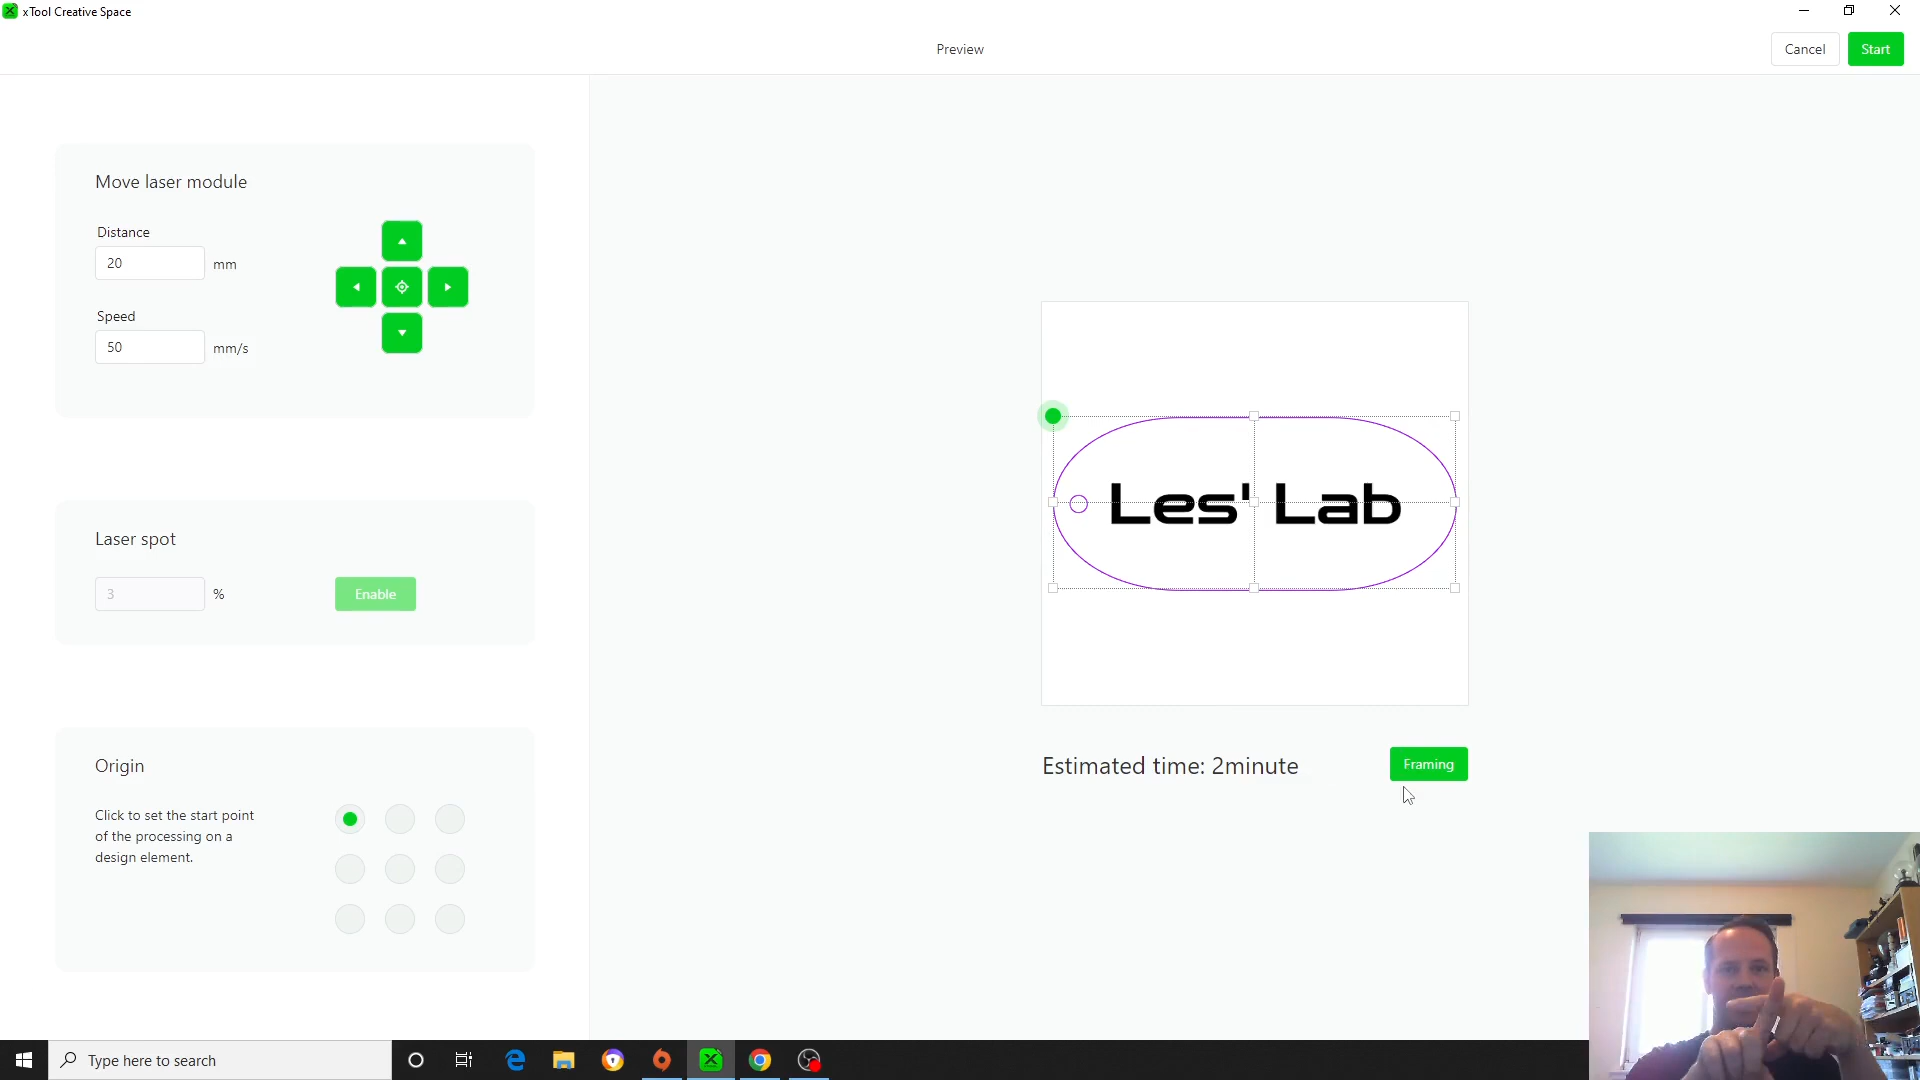 xTool Creative Space
Preview
Cancel
Start
Move laser module
Distance
20
mm
Speed
50
mm/s
Laser spot
3
%
Enable
Origin
Click to set the start point
of the processing on a
design element.
Les' Lab
Estimated time: 2minute
Framing
Type here to search